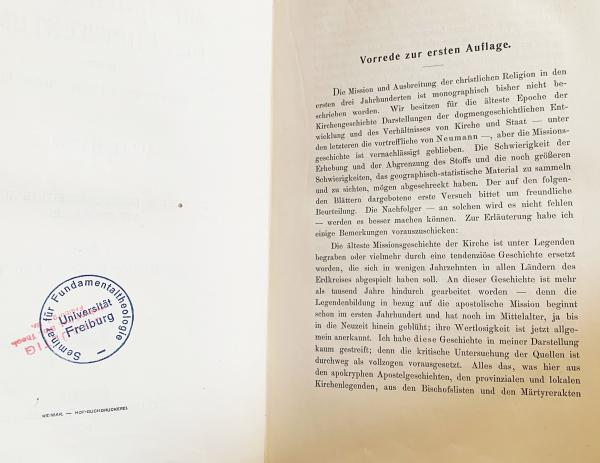 Seminar für Fundamentaltheologie
Universität
Freiburg
WEIMAR. — HOF-BUCHDRUCKEREI.
Vorrede zur ersten Auflage.
Die Mission und Ausbreitung der christlichen Religion in den
ersten drei Jahrhunderten ist monographisch bisher nicht be-
schrieben worden. Wir besitzen für die älteste Epoche der
Kirchengeschichte Darstellungen der dogmengeschichtlichen Ent-
wicklung und des Verhältnisses von Kirche und Staat — unter
den letzteren die vortreffliche von Neumann —, aber die Missions-
geschichte ist vernachlässigt geblieben. Die Schwierigkeit der
Erhebung und der Abgrenzung des Stoffs und die noch größeren
Schwierigkeiten, das geographisch-statistische Material zu sammeln
und zu sichten, mögen abgeschreckt haben. Der auf den folgen-
den Blättern dargebotene erste Versuch bittet um freundliche
Beurteilung. Die Nachfolger — an solchen wird es nicht fehlen
— werden es besser machen können. Zur Erläuterung habe ich
einige Bemerkungen vorauszuschicken:
Die älteste Missionsgeschichte der Kirche ist unter Legenden
begraben oder vielmehr durch eine tendenziöse Geschichte ersetzt
worden, die sich in wenigen Jahrzehnten in allen Ländern des
Erdkreises abgespielt haben soll. An dieser Geschichte ist mehr
als tausend Jahre hindurch gearbeitet worden — denn die
Legendenbildung in bezug auf die apostolische Mission beginnt
schon im ersten Jahrhundert und hat noch im Mittelalter, ja bis
in die Neuzeit hinein geblüht; ihre Wertlosigkeit ist jetzt allge-
mein anerkannt. Ich habe diese Geschichte in meiner Darstellung
kaum gestreift; denn die kritische Untersuchung der Quellen ist
durchweg als vollzogen vorausgesetzt. Alles das, was hier aus
den apokryphen Apostelgeschichten, den provinzialen und lokalen
Kirchenlegenden, aus den Bischofslisten und den Märtyrerakten